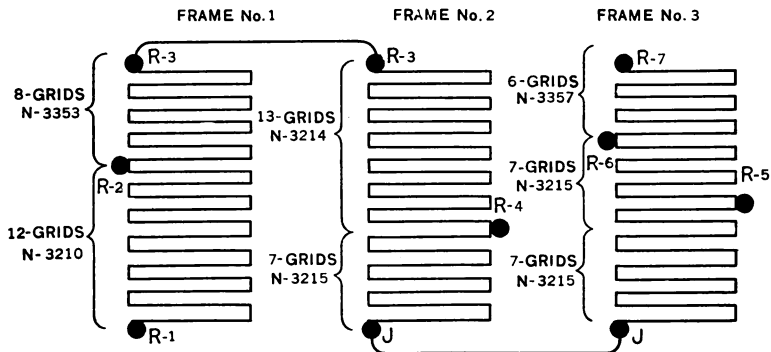 FRAME No. 1
FRAME No. 2
FRAME No. 3
R-3
R-3
R-7
8-GRIDS
N-3353
6-GRIDS
N-3357
13-GRIDS
N-3214
R-2
R-6
7-GRIDS
N-3215
R-5
R-4
12-GRIDS
N-3210
7-GRIDS
N-3215
7-GRIDS
N-3215
R-1
J
J